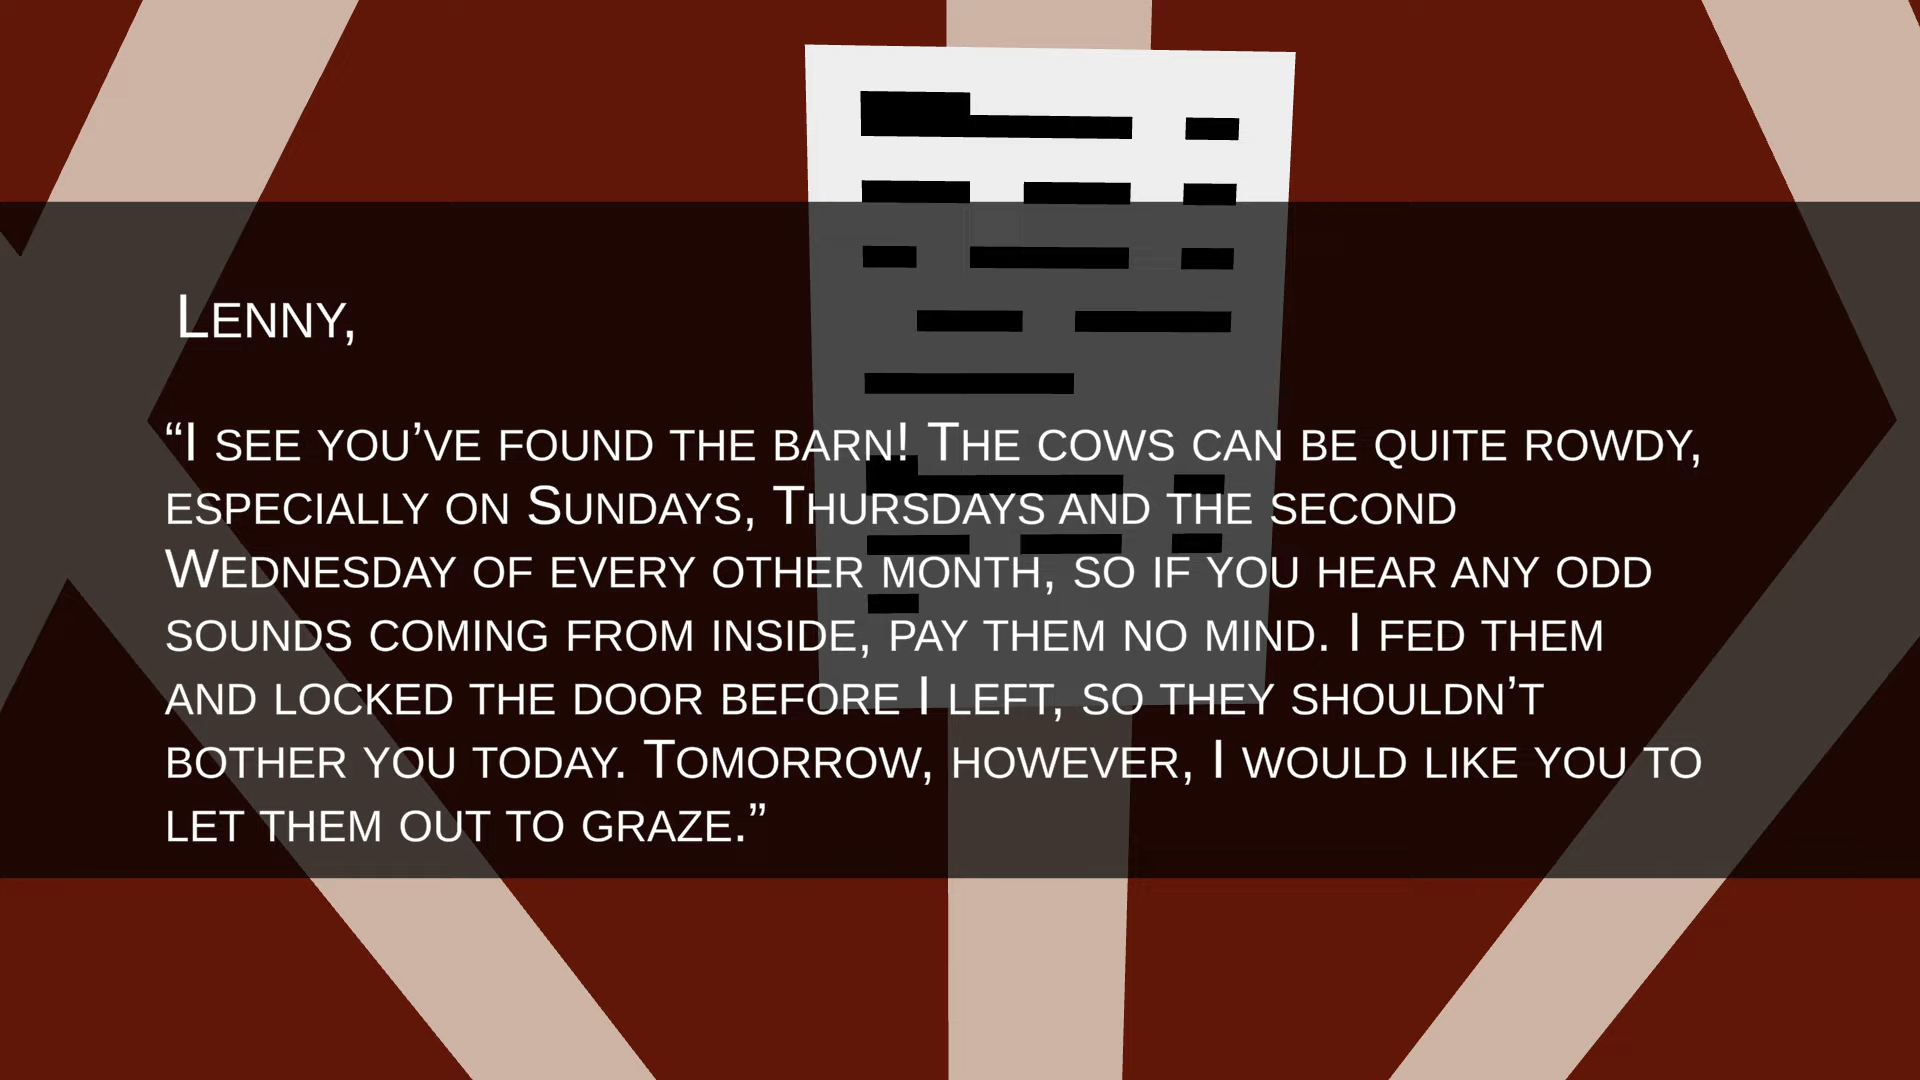 Lenny,
“I see you’ve found the barn! The cows can be quite rowdy,
especially on Sundays, Thursdays and the second
Wednesday of every other month, so if you hear any odd
sounds coming from inside, pay them no mind. I fed them
and locked the door before I left, so they shouldn’t
bother you today. Tomorrow, however, I would like you to
let them out to graze.”